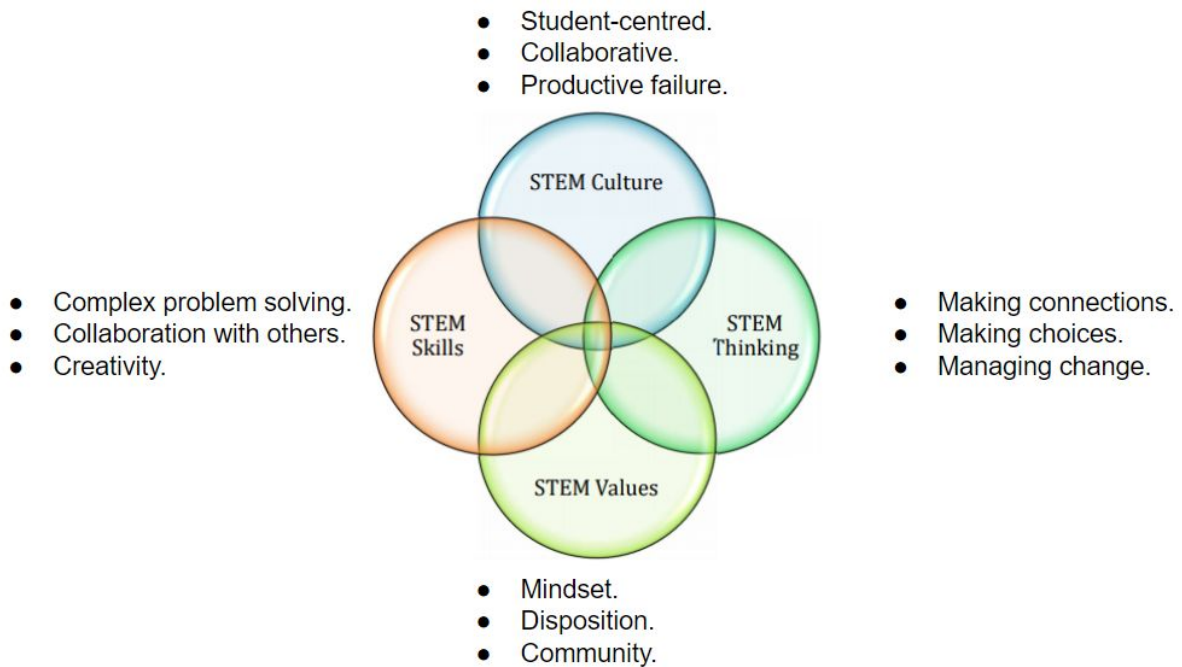 ● Student-centred.
● Collaborative.
● Productive failure.
STEM Culture
● Complex problem solving.
● Collaboration with others.
● Creativity.
STEM
Skills
STEM
Thinking
● Making connections.
● Making choices.
● Managing change.
STEM Values
● Mindset.
● Disposition.
● Community.